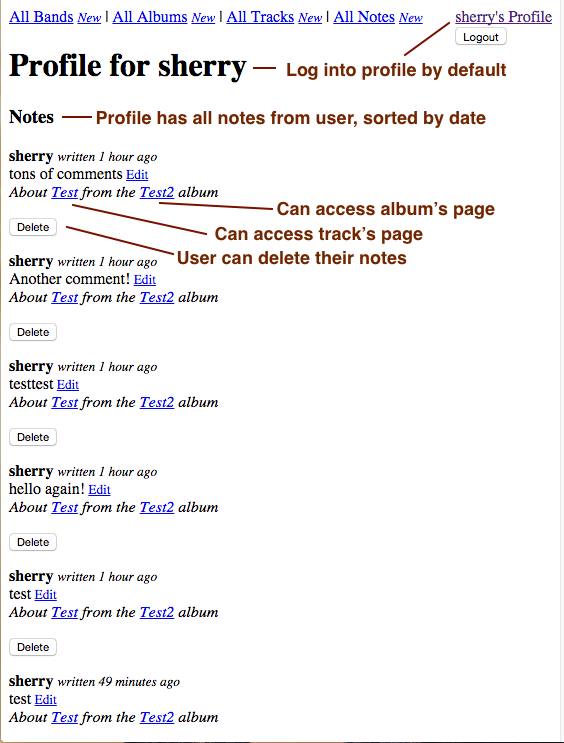 All Bands New | All Albums New | All Tracks New | All Notes New sherry's Profile
Logout
Profile for sherry
Log into profile by default
Notes
Profile has all notes from user, sorted by date
sherry written 1 hour ago
tons of comments Edit
About Test from the Test2 album
Can access album's page
Delete
Can access track's page
User can delete their notes
sherry written 1 hour ago
Another comment! Edit
About Test from the Test2 album
Delete
sherry written 1 hour ago
testtest Edit
About Test from the Test2 album
Delete
sherry written 1 hour ago
hello again! Edit
About Test from the Test2 album
Delete
sherry written 1 hour ago
test Edit
About Test from the Test2 album
Delete
sherry written 49 minutes ago
test Edit
About Test from the Test2 album